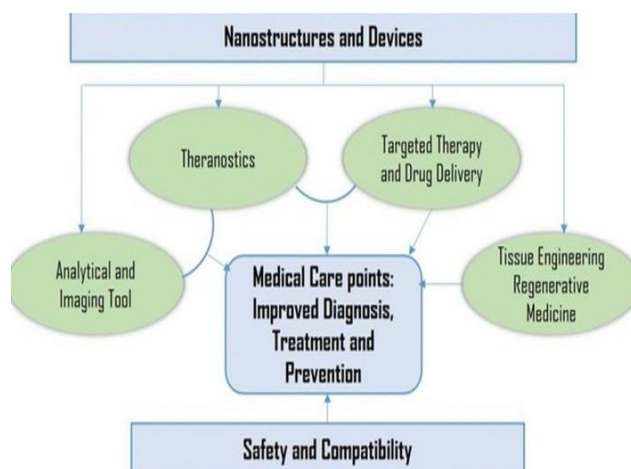 Nanostructures and Devices
Theranostics
Targeted Therapy
and Drug Delivery
Analytical and
Imaging Tool
Medical Care points:
Improved Diagnosis,
Treatment and
Prevention
Tissue Engineering
Regenerative
Medicine
Safety and Compatibility